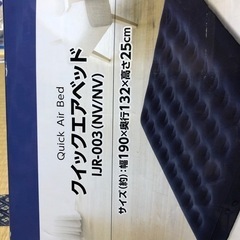 Quick Air Bed
クイックエアベッド
IJR-003(NV/NV)
サイズ(約):幅190×奥行132×高さ25cm